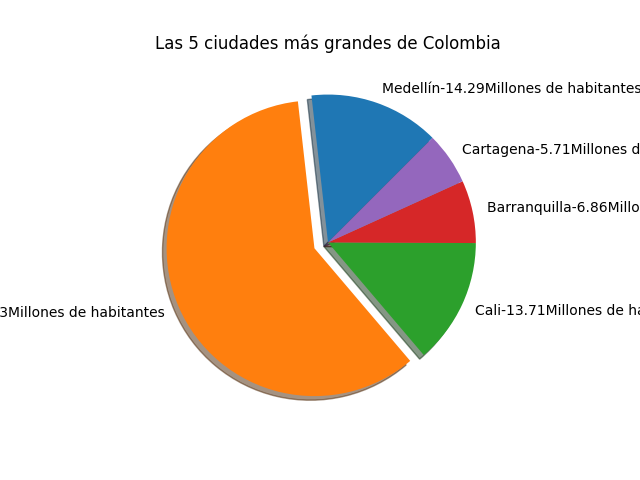 Las 5 ciudades más grandes de Colombia
Medellín-14.29Millones de habitantes
Cartagena-5.71Millones d
Barranquilla-6.86Millo
3Millones de habitantes
Cali-13.71Millones de ha